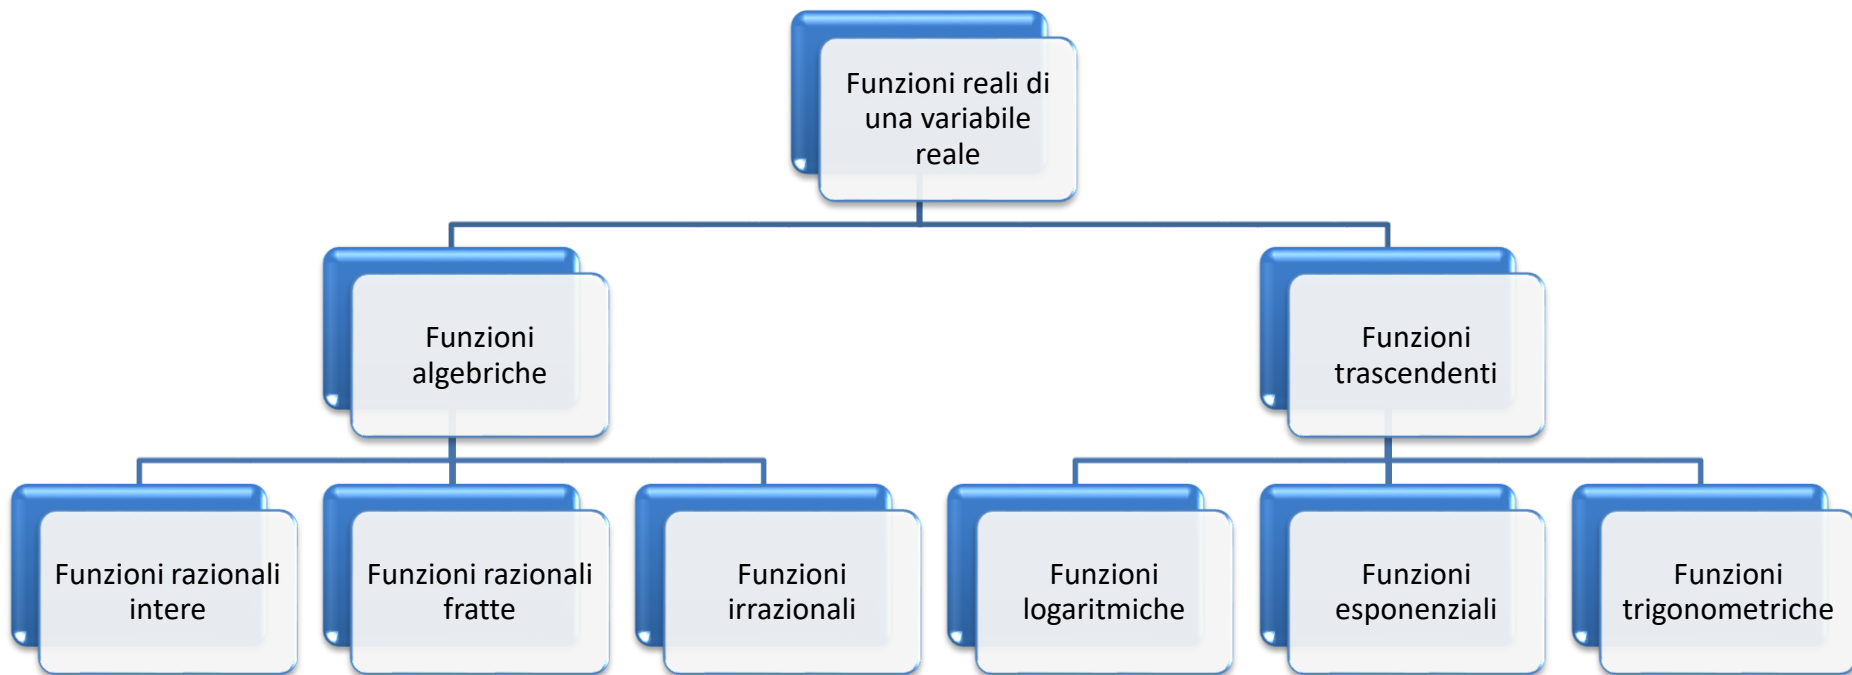 Funzioni reali di
una variabile
reale
Funzioni
algebriche
Funzioni
trascendenti
Funzioni razionali
intere
Funzioni razionali
fratte
Funzioni
irrazionali
Funzioni
logaritmiche
Funzioni
esponenziali
Funzioni
trigonometriche